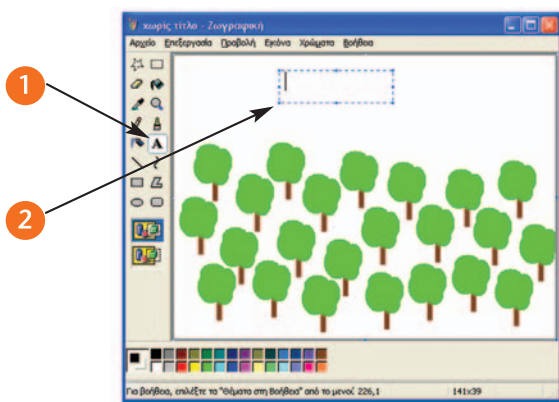 χωρίς τίτλο - Ζωγραφική
Αρχείο Επεξεργασία Προβολή Εικόνα Χρώματα Βοήθεια
1
A
2
Για βοήθεια, επιλέξτε τα "Θέματα στη Βοήθεια" από το μενού 226,1 141x39